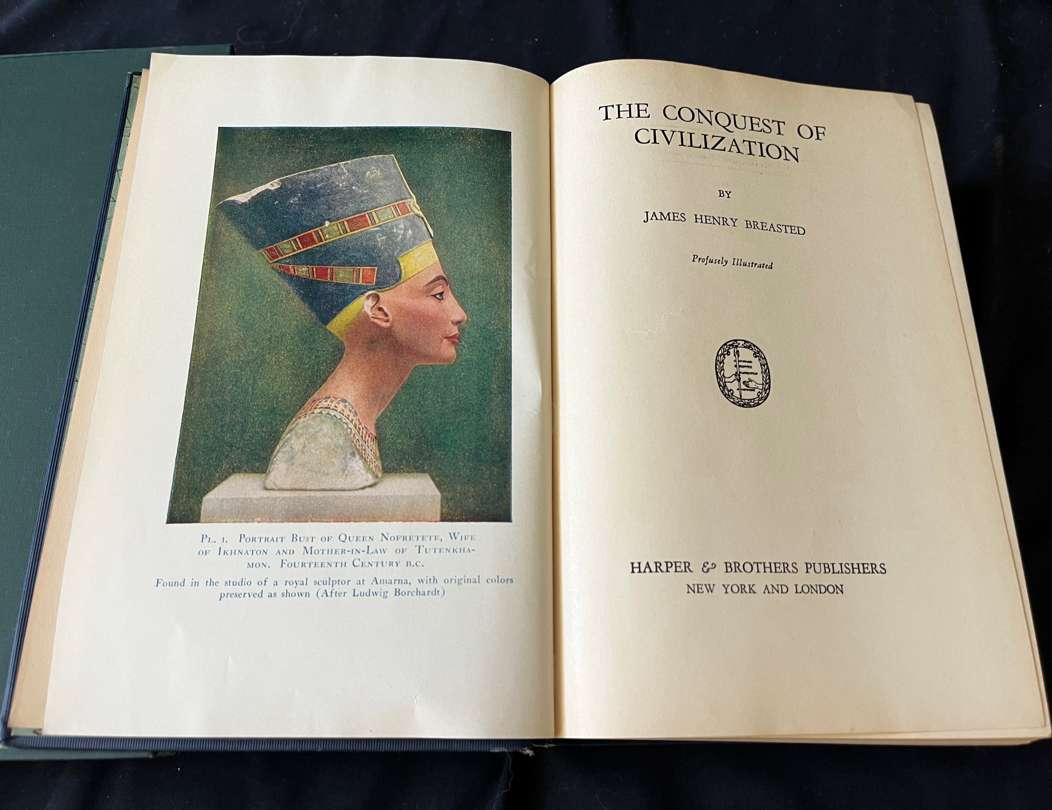 PL. 1. PORTRAIT BUST OF QUEEN NOFRETETE, WIFE
OF IKHNATON AND MOTHER-IN-LAW OF TUTENKHA-
MON. FOURTEENTH CENTURY B.C.
Found in the studio of a royal sculptor at Amarna, with original colors
preserved as shown (After Ludwig Borchardt)
THE CONQUEST OF
CIVILIZATION
BY
JAMES HENRY BREASTED
Profusely Illustrated
HARPER & BROTHERS PUBLISHERS
NEW YORK AND LONDON